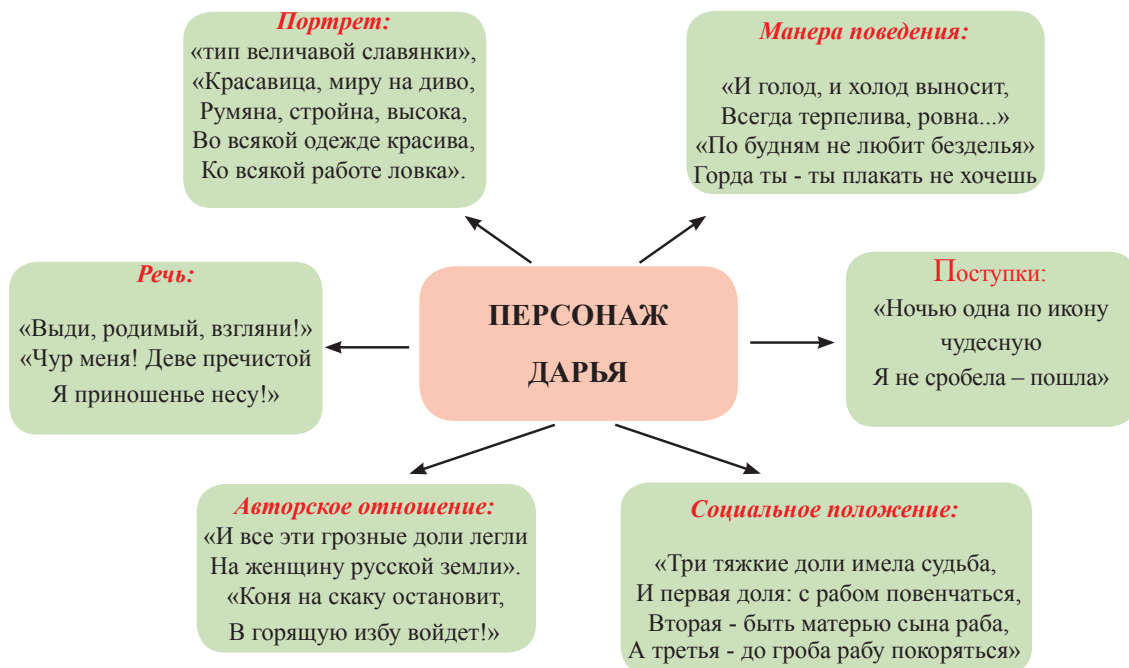 Портрет:
«тип величавой славянки»,
«Красавица, миру на диво,
Румяна, стройна, высока,
Во всякой одежде красива,
Ко всякой работе ловка».
Манера поведения:
«И голод, и холод выносит,
Всегда терпелива, ровна...»
«По будням не любит безделья»
Горда ты - ты плакать не хочешь
Речь:
«Выди, родимый, взгляни!»
«Чур меня! Деве пречистой
Я приношенье несу!»
ПЕРСОНАЖ
ДАРЬЯ
Поступки:
«Ночью одна по икону
чудесную
Я не сробела – пошла»
Авторское отношение:
«И все эти грозные доли легли
На женщину русской земли».
«Коня на скаку остановит,
В горящую избу войдет!»
Социальное положение:
«Три тяжкие доли имела судьба,
И первая доля: с рабом повенчаться,
Вторая - быть матерью сына раба,
А третья - до гроба рабу покоряться»